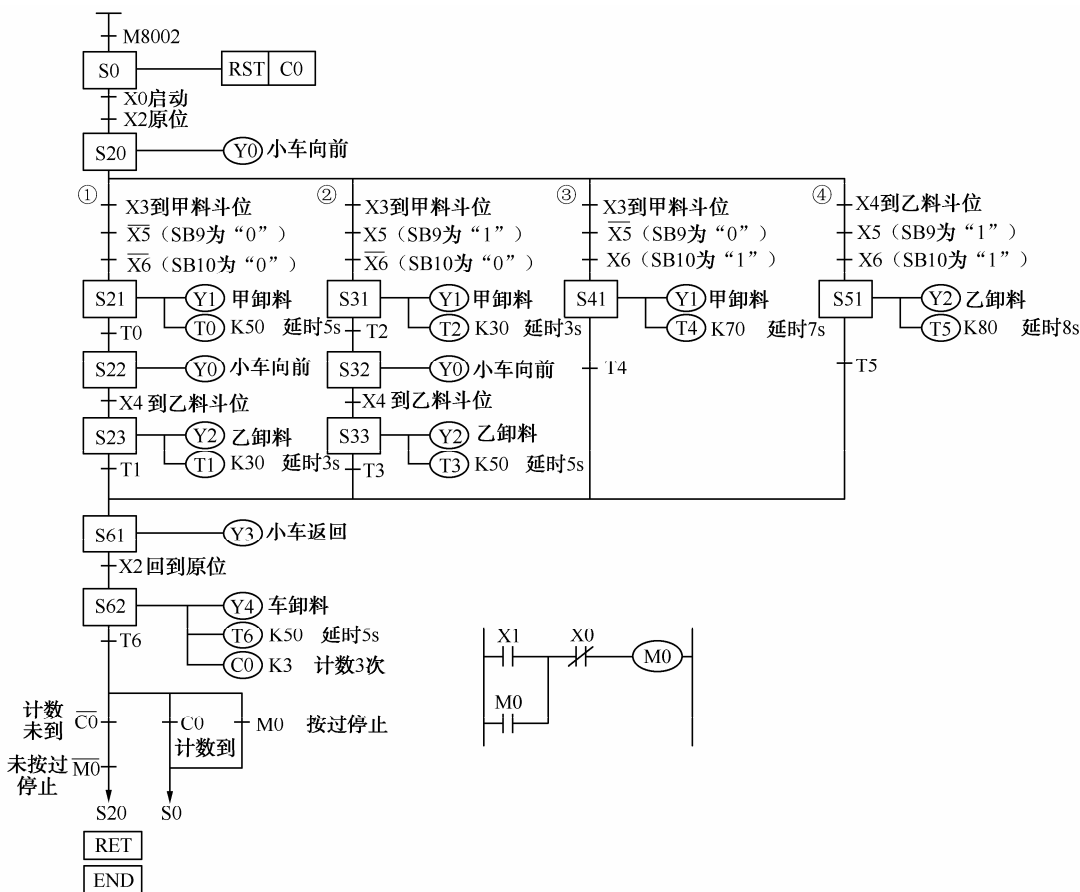 M8002
S0 RST C0
X0启动
X2原位
S20 Y0 小车向前
① ② ③ ④
X3到甲料斗位 X3到甲料斗位 X3到甲料斗位 X4到乙料斗位
X̅5̅（SB9为“0”） X5（SB9为“1”） X̅5̅（SB9为“0”） X5（SB9为“1”）
X̅6̅（SB10为“0”） X̅6̅（SB10为“0”） X6（SB10为“1”） X6（SB10为“1”）
S21 Y1 甲卸料 S31 Y1 甲卸料 S41 Y1 甲卸料 S51 Y2 乙卸料
T0 K50 延时5s T2 K30 延时3s T4 K70 延时7s T5 K80 延时8s
T0 T2
S22 Y0 小车向前 S32 Y0 小车向前 T4 T5
X4 到乙料斗位 X4 到乙料斗位
S23 Y2 乙卸料 S33 Y2 乙卸料
T1 K30 延时3s T3 K50 延时5s
T1 T3
S61 Y3 小车返回
X2 回到原位
S62 Y4 车卸料
T6 K50 延时5s
T6
C0 K3 计数3次
X1 X0 M0
M0
计数
未到 C̅0̅ C0 M0 按过停止
计数到
未按过
停止 M̅0̅
S20 S0
RET
END